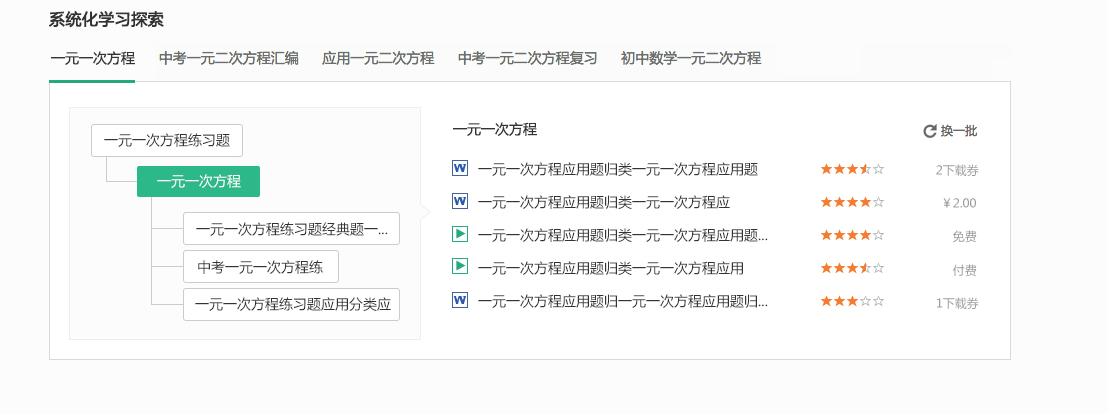 系统化学习探索
一元一次方程 中考一元二次方程汇编 应用一元二次方程 中考一元二次方程复习 初中数学一元二次方程
一元一次方程练习题
一元一次方程
一元一次方程练习题经典题一...
中考一元一次方程练
一元一次方程练习题应用分类应
一元一次方程 换一批
一元一次方程应用题归类一元一次方程应用题 2下载券
一元一次方程应用题归类一元一次方程应 ¥2.00
一元一次方程应用题归类一元一次方程应用题... 免费
一元一次方程应用题归类一元一次方程应用 付费
一元一次方程应用题归一元一次方程应用题归... 1下载券